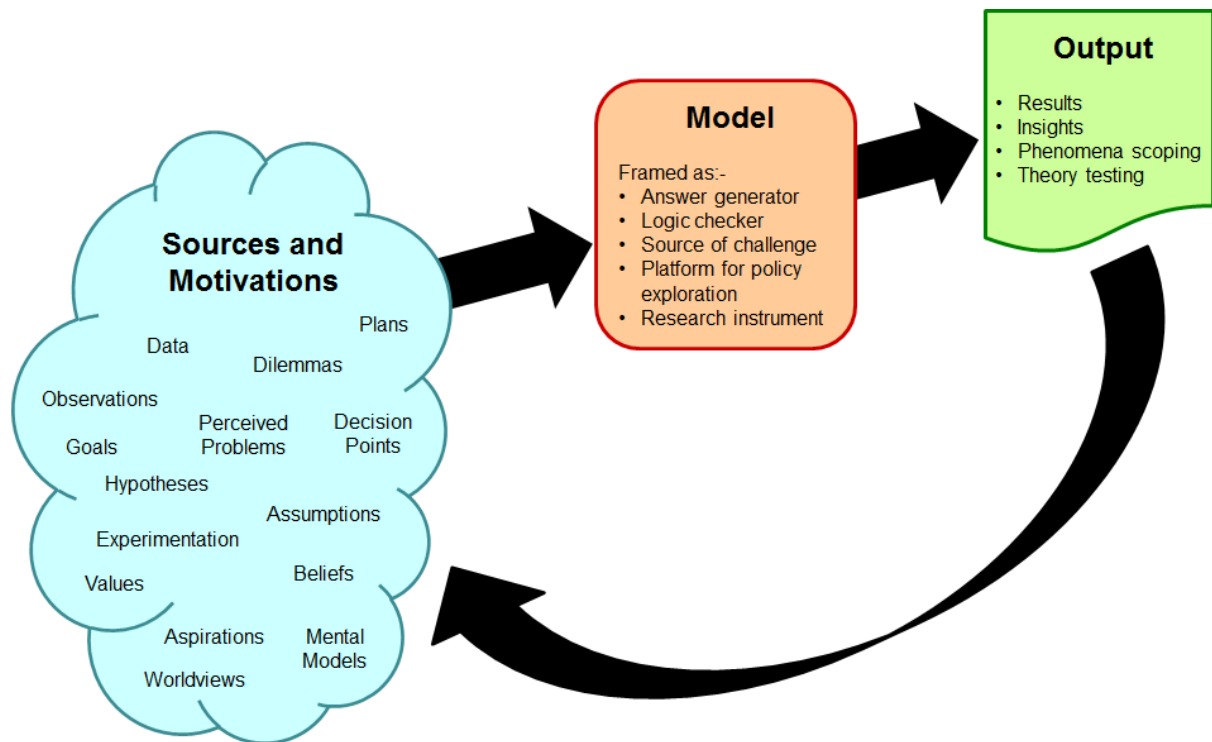 Sources and
Motivations
Plans
Data
Dilemmas
Observations
Perceived
Problems
Decision
Points
Goals
Hypotheses
Assumptions
Experimentation
Beliefs
Values
Aspirations
Mental
Models
Worldviews
Model
Framed as:-
• Answer generator
• Logic checker
• Source of challenge
• Platform for policy
exploration
• Research instrument
Output
• Results
• Insights
• Phenomena scoping
• Theory testing